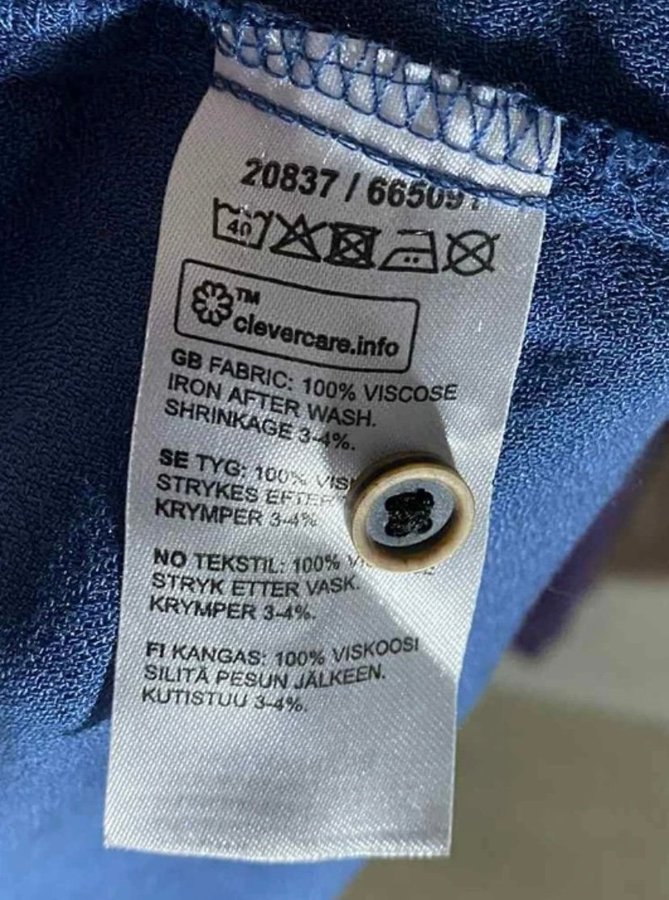 20837 / 66509
40
TM
clevercare.info
GB FABRIC: 100% VISCOSE
IRON AFTER WASH.
SHRINKAGE 3-4%.
SE TYG: 100%
STRYKES EFTER
KRYMPER 3-4%
NO TEKSTIL: 100%
STRYK ETTER VASK.
KRYMPER 3-4%.
FI KANGAS: 100% VISKOOSI
SILITÄ PESUN JÄLKEEN.
KUTISTUU 3-4%.